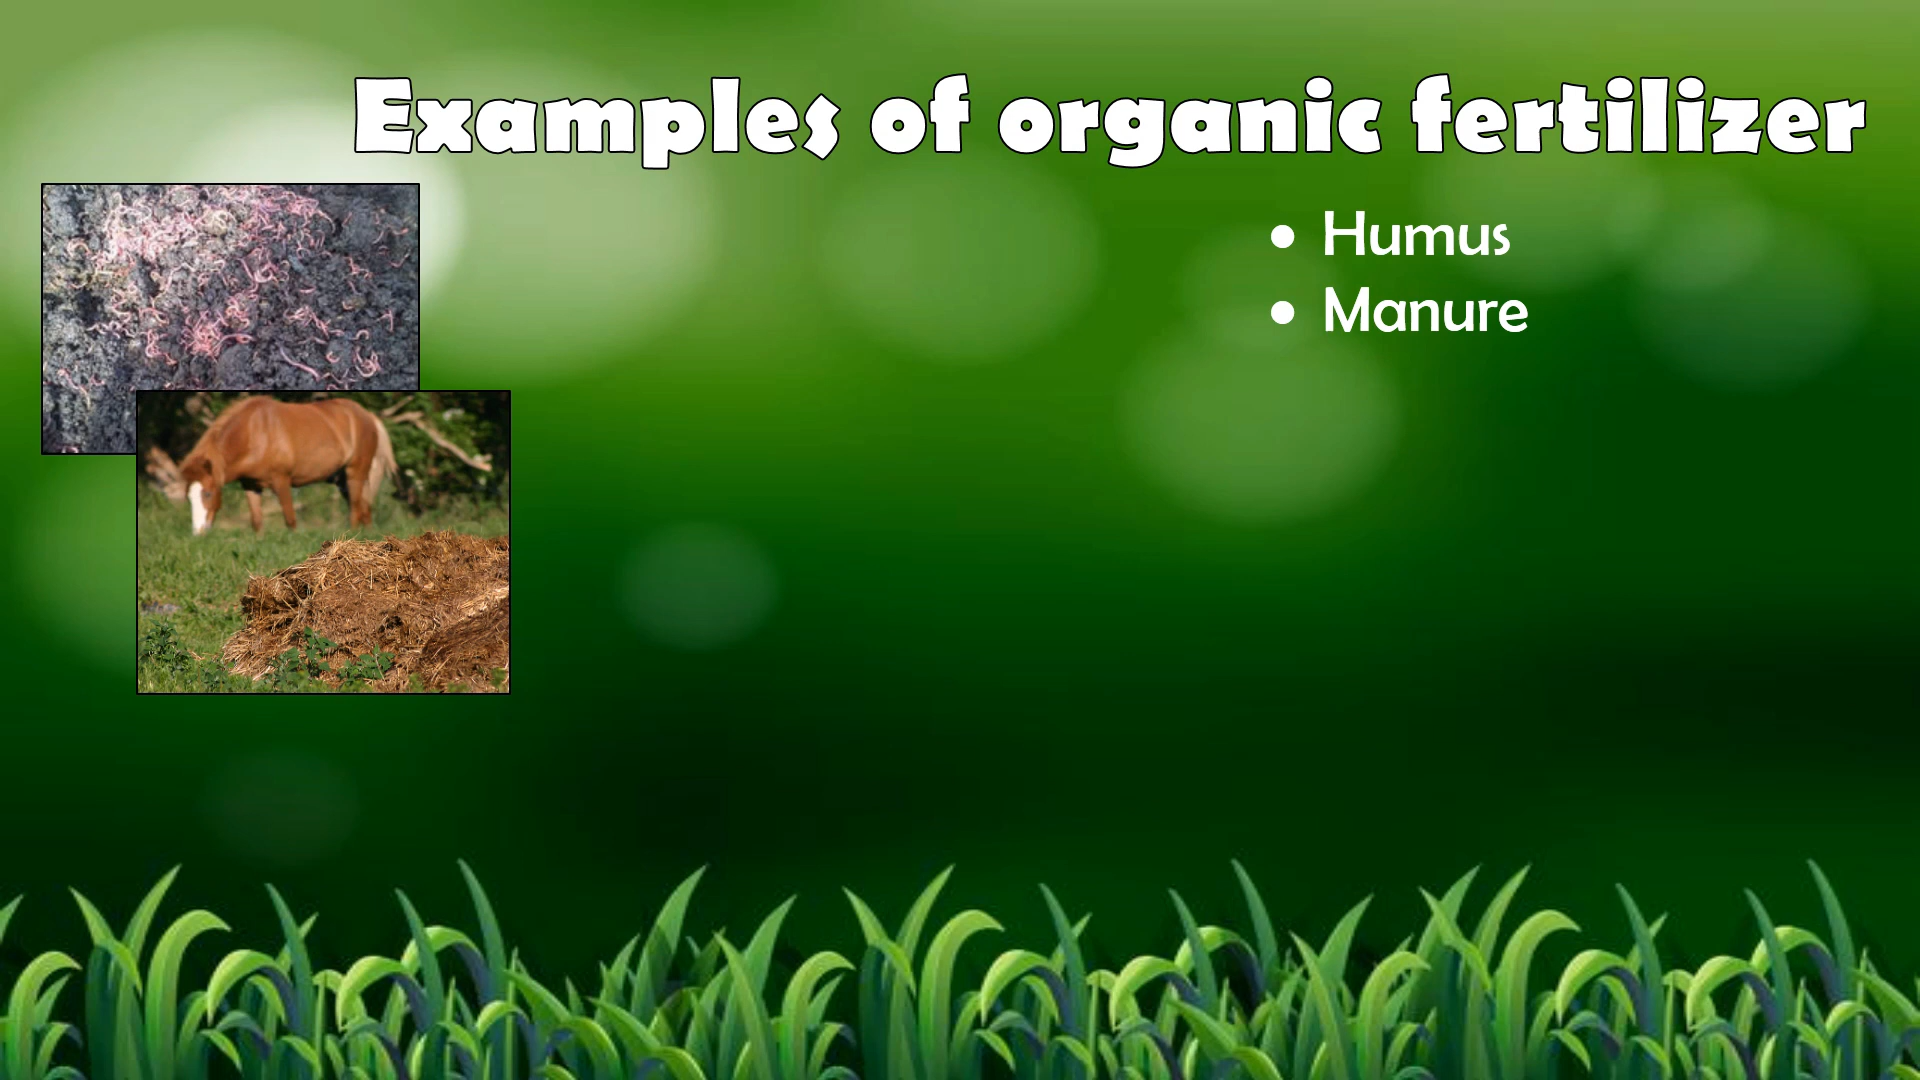 Examples of organic fertilizer
• Humus
• Manure